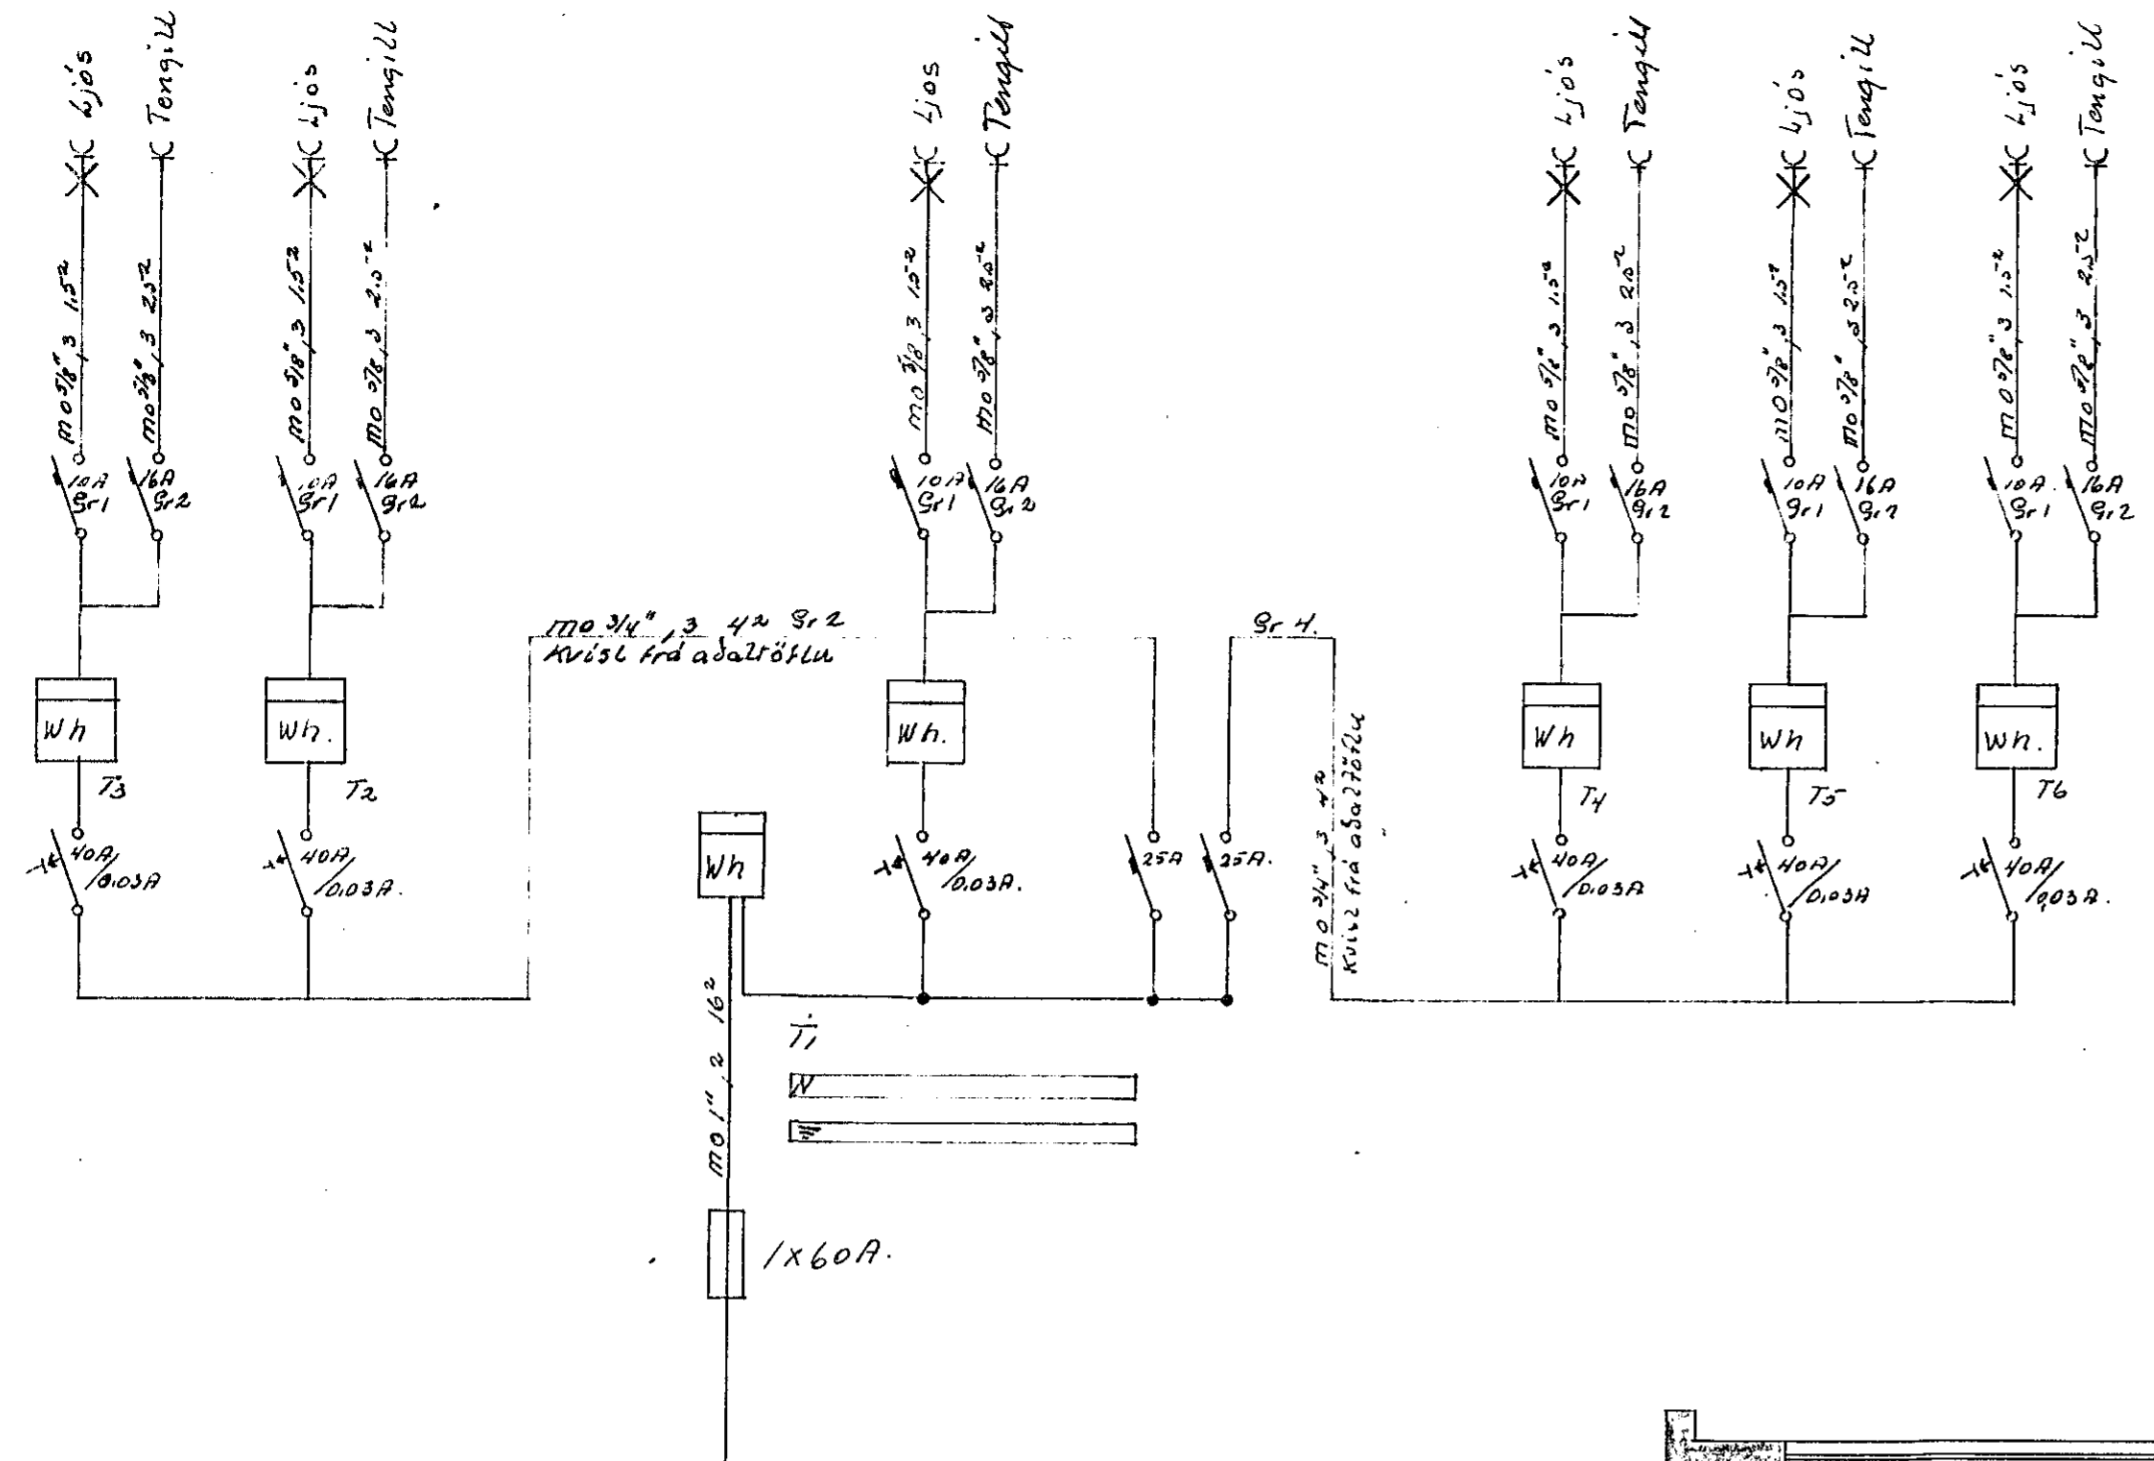 Ljós
Tengill
Ljós
Tengill
Ljós
Tengill
Ljós
Tengill
Ljós
Tengill
Ljós
Tengill
mo 5/8", 3 1.5²
mo 5/8", 3 2.5²
mo 5/8", 3 1.5²
mo 5/8", 3 2.5²
mo 5/8", 3 1.5²
mo 5/8", 3 2.5²
mo 5/8", 3 1.5²
mo 5/8", 3 2.5²
mo 5/8", 3 1.5²
mo 5/8", 3 2.5²
mo 5/8", 3 1.5²
mo 5/8", 3 2.5²
10A
Gr1
16A
Gr2
10A
Gr1
16A
Gr2
10A
Gr1
16A
Gr2
10A
Gr1
16A
Gr2
10A
Gr1
16A
Gr2
10A.
Gr1
16A
Gr2
mo 3/4", 3 4² Gr 2
Kvísl frá aðaltöflu
Gr 4.
mo 3/4", 3 4²
Kvísl frá aðaltöflu
Wh
T3
Wh.
T2
Wh.
Wh
T4
Wh
T5
Wh.
T6
Wh
40A/
0.03A
40A/
0.03A.
40A/
0.03A.
25A
25A.
40A/
0.03A
40A/
0.03A
40A/
0.03A.
mo 1", 2 16²
T1
N
1x60A.